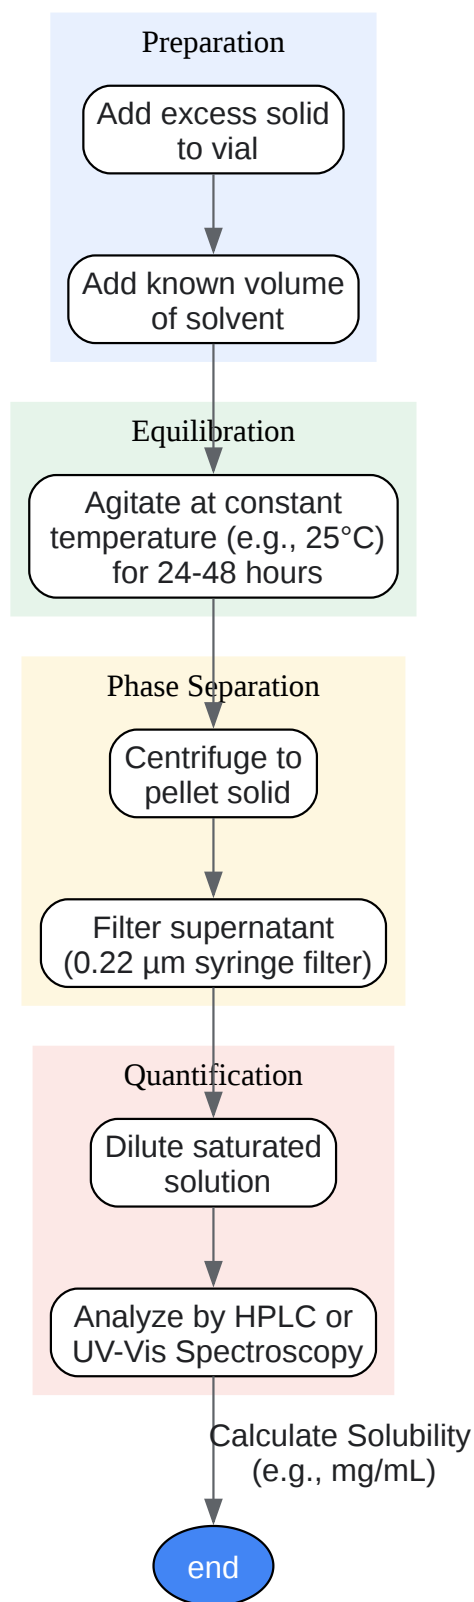 Preparation
Add excess solid
to vial
Add known volume
of solvent
Equilibration
Agitate at constant
temperature (e.g., 25°C)
for 24-48 hours
Phase Separation
Centrifuge to
pellet solid
Filter supernatant
(0.22 µm syringe filter)
Quantification
Dilute saturated
solution
Analyze by HPLC or
UV-Vis Spectroscopy
Calculate Solubility
(e.g., mg/mL)
end